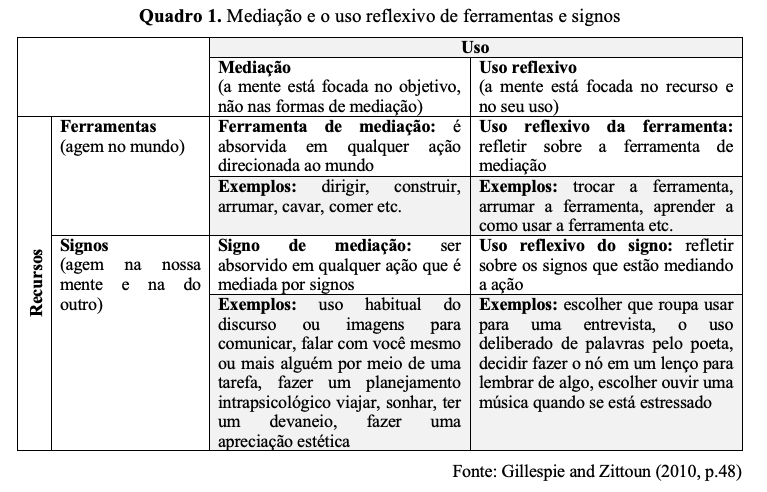 Quadro 1. Mediação e o uso reflexivo de ferramentas e signos
Uso
Mediação
(a mente está focada no objetivo,
não nas formas de mediação)
Uso reflexivo
(a mente está focada no recurso e
no seu uso)
Recursos
Ferramentas
(agem no mundo)
Ferramenta de mediação: é
absorvida em qualquer ação
direcionada ao mundo
Uso reflexivo da ferramenta:
refletir sobre a ferramenta de
mediação
Exemplos: dirigir, construir,
arrumar, cavar, comer etc.
Exemplos: trocar a ferramenta,
arrumar a ferramenta, aprender a
como usar a ferramenta etc.
Signos
(agem na nossa
mente e na do
outro)
Signo de mediação: ser
absorvido em qualquer ação que é
mediada por signos
Uso reflexivo do signo: refletir
sobre os signos que estão mediando
a ação
Exemplos: uso habitual do
discurso ou imagens para
comunicar, falar com você mesmo
ou mais alguém por meio de uma
tarefa, fazer um planejamento
intrapsicológico viajar, sonhar, ter
um devaneio, fazer uma
apreciação estética
Exemplos: escolher que roupa usar
para uma entrevista, o uso
deliberado de palavras pelo poeta,
decidir fazer o nó em um lenço para
lembrar de algo, escolher ouvir uma
música quando se está estressado
Fonte: Gillespie and Zittoun (2010, p.48)